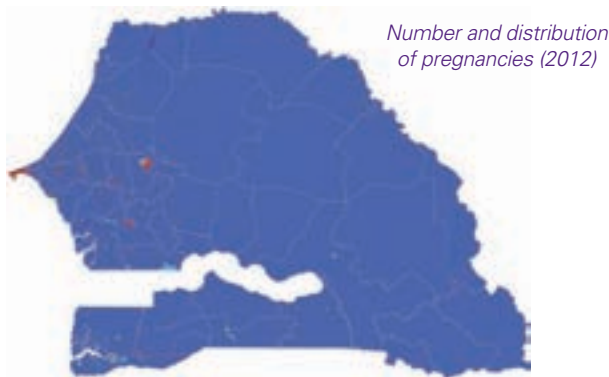 Number and distribution
of pregnancies (2012)